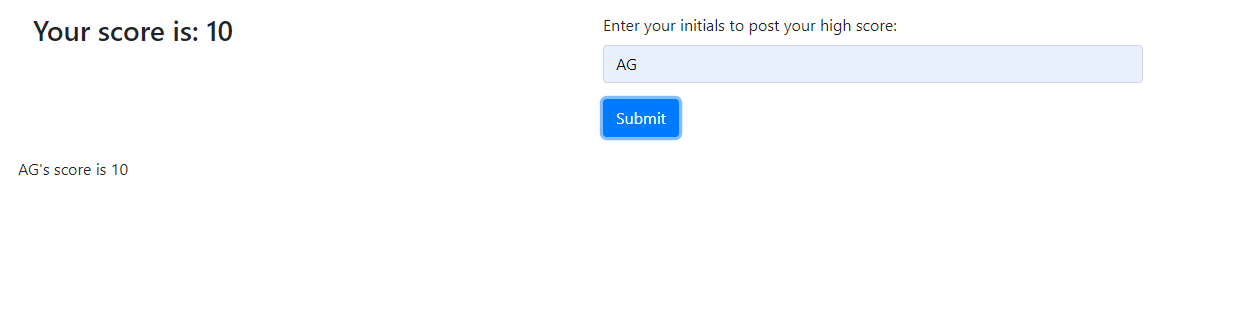 Your score is: 10
Enter your initials to post your high score:
AG
Submit
AG's score is 10